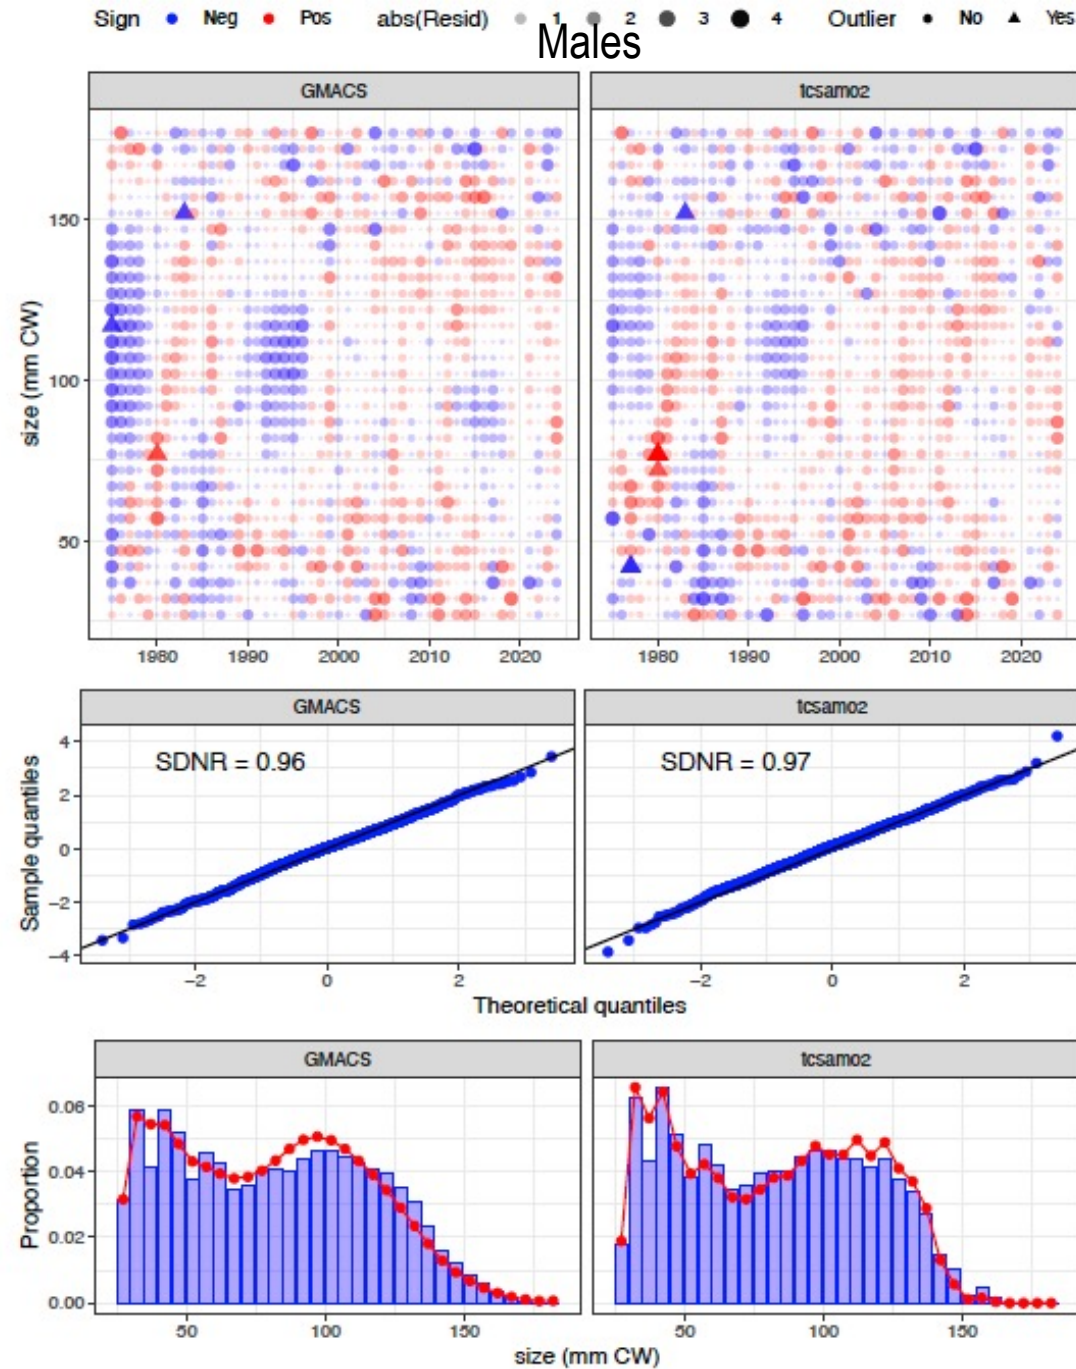 Sign Neg Pos abs(Resid) 1 2 3 4 Outlier No Yes
Males
GMACS tcsam02
size (mm CW)
150
100
50
1980 1990 2000 2010 2020 1980 1990 2000 2010 2020
GMACS tcsam02
Sample quantiles
4
2
0
−2
−4
SDNR = 0.96 SDNR = 0.97
−2 0 2 −2 0 2
Theoretical quantiles
GMACS tcsam02
Proportion
0.06
0.04
0.02
0.00
50 100 150 50 100 150
size (mm CW)